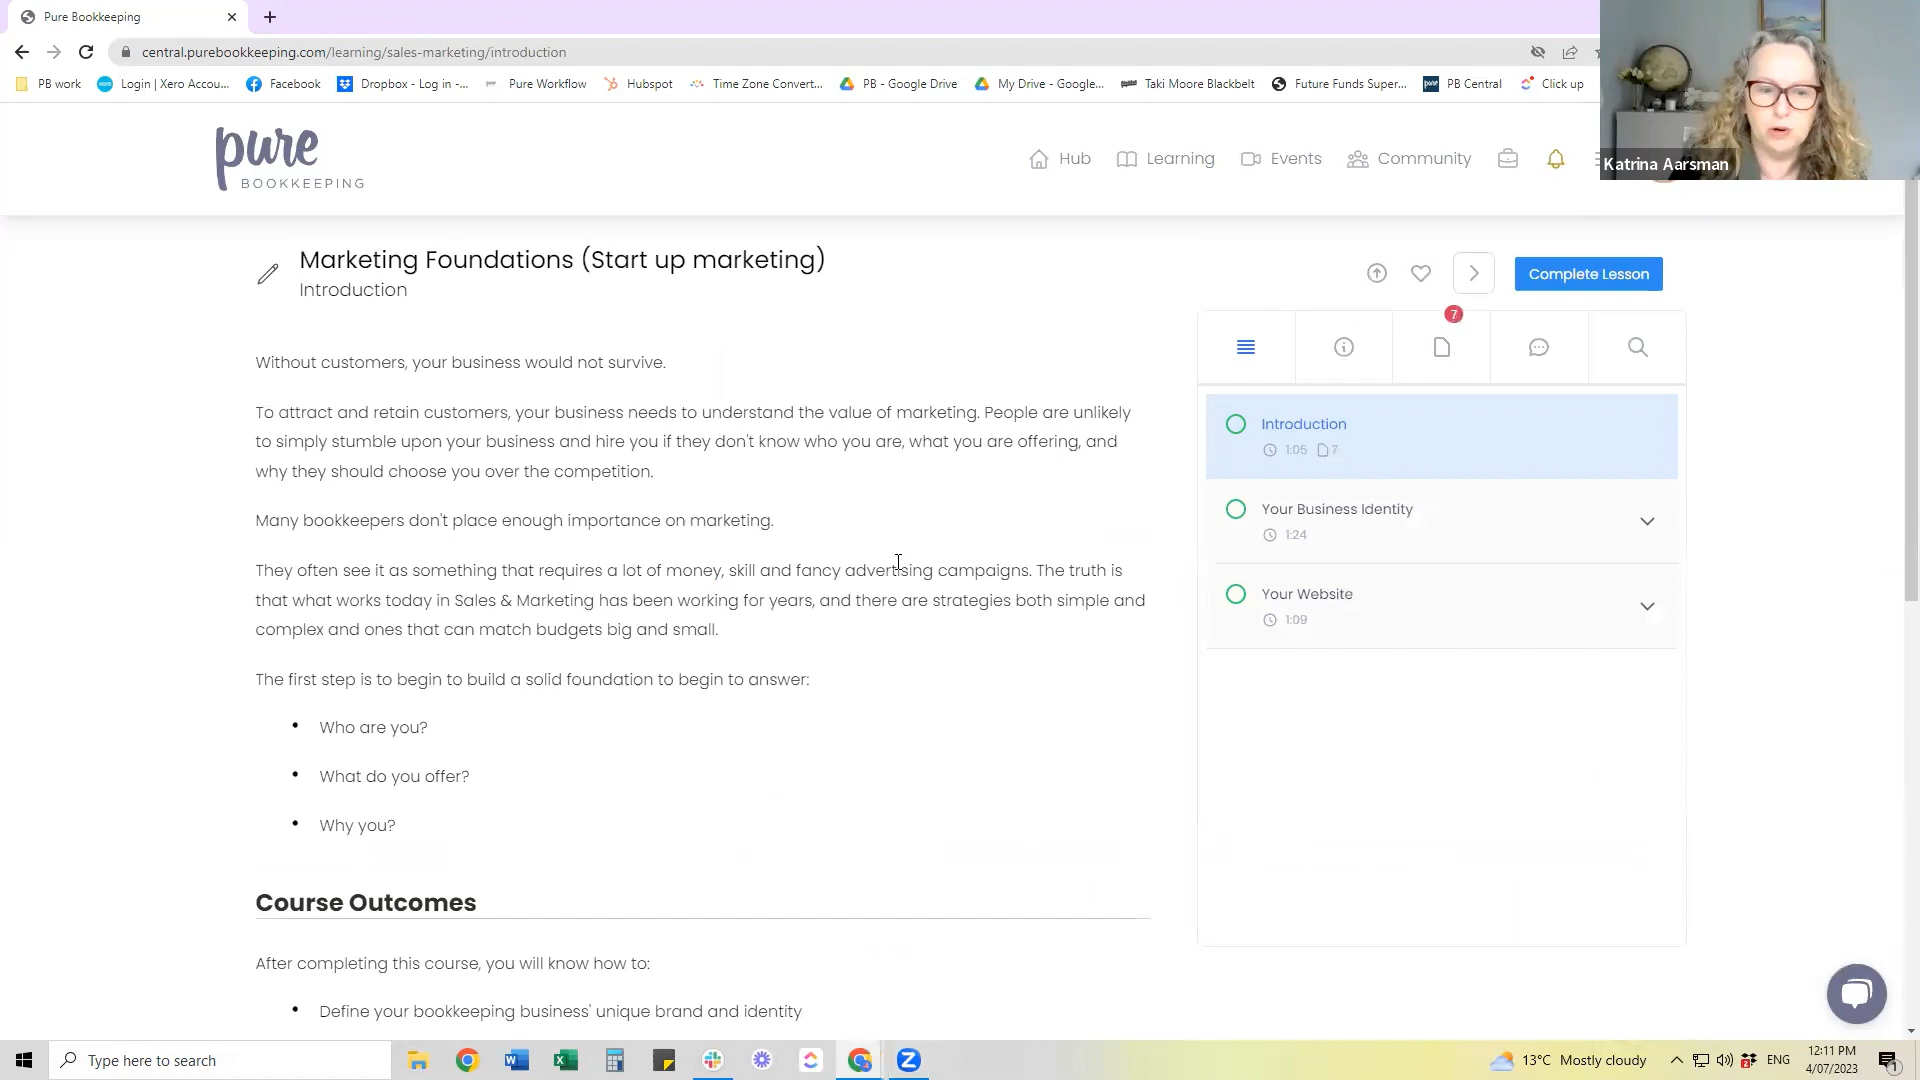 Pure Bookkeeping
central.purebookkeeping.com/learning/sales-marketing/introduction
PB work
Login | Xero Accou...
Facebook
Dropbox - Log in -...
Pure Workflow
Hubspot
Time Zone Convert...
PB - Google Drive
My Drive - Google...
Taki Moore Blackbelt
Future Funds Super...
PB Central
Click up
Katrina Aarsman
pure
BOOKKEEPING
Hub
Learning
Events
Community
Marketing Foundations (Start up marketing)
Introduction
Complete Lesson
Without customers, your business would not survive.
To attract and retain customers, your business needs to understand the value of marketing. People are unlikely
to simply stumble upon your business and hire you if they don't know who you are, what you are offering, and
why they should choose you over the competition.
Many bookkeepers don't place enough importance on marketing.
They often see it as something that requires a lot of money, skill and fancy advertising campaigns. The truth is
that what works today in Sales & Marketing has been working for years, and there are strategies both simple and
complex and ones that can match budgets big and small.
The first step is to begin to build a solid foundation to begin to answer:
• Who are you?
• What do you offer?
• Why you?
Course Outcomes
After completing this course, you will know how to:
• Define your bookkeeping business' unique brand and identity
7
Introduction
1:05 7
Your Business Identity
1:24
Your Website
1:09
Type here to search
13°C Mostly cloudy
ENG
12:11 PM
4/07/2023